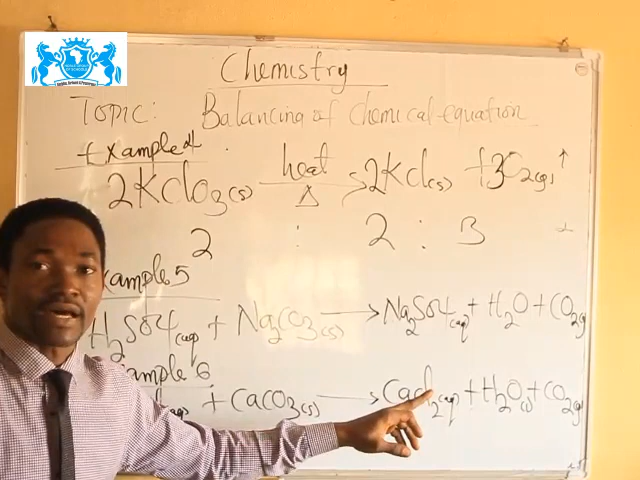 Chemistry
Topic: Balancing of chemical equation
Example 4
2KClO3(s) heat Δ → 2KCl(s) + 3O2(g) ↑
2 : 2 : 3
Example 5
H2SO4(aq) + Na2CO3(s) → Na2SO4(aq) + H2O + CO2(g)
Example 6
+ CaCO3(s) → CaCl2(aq) + H2O(l) + CO2(g)